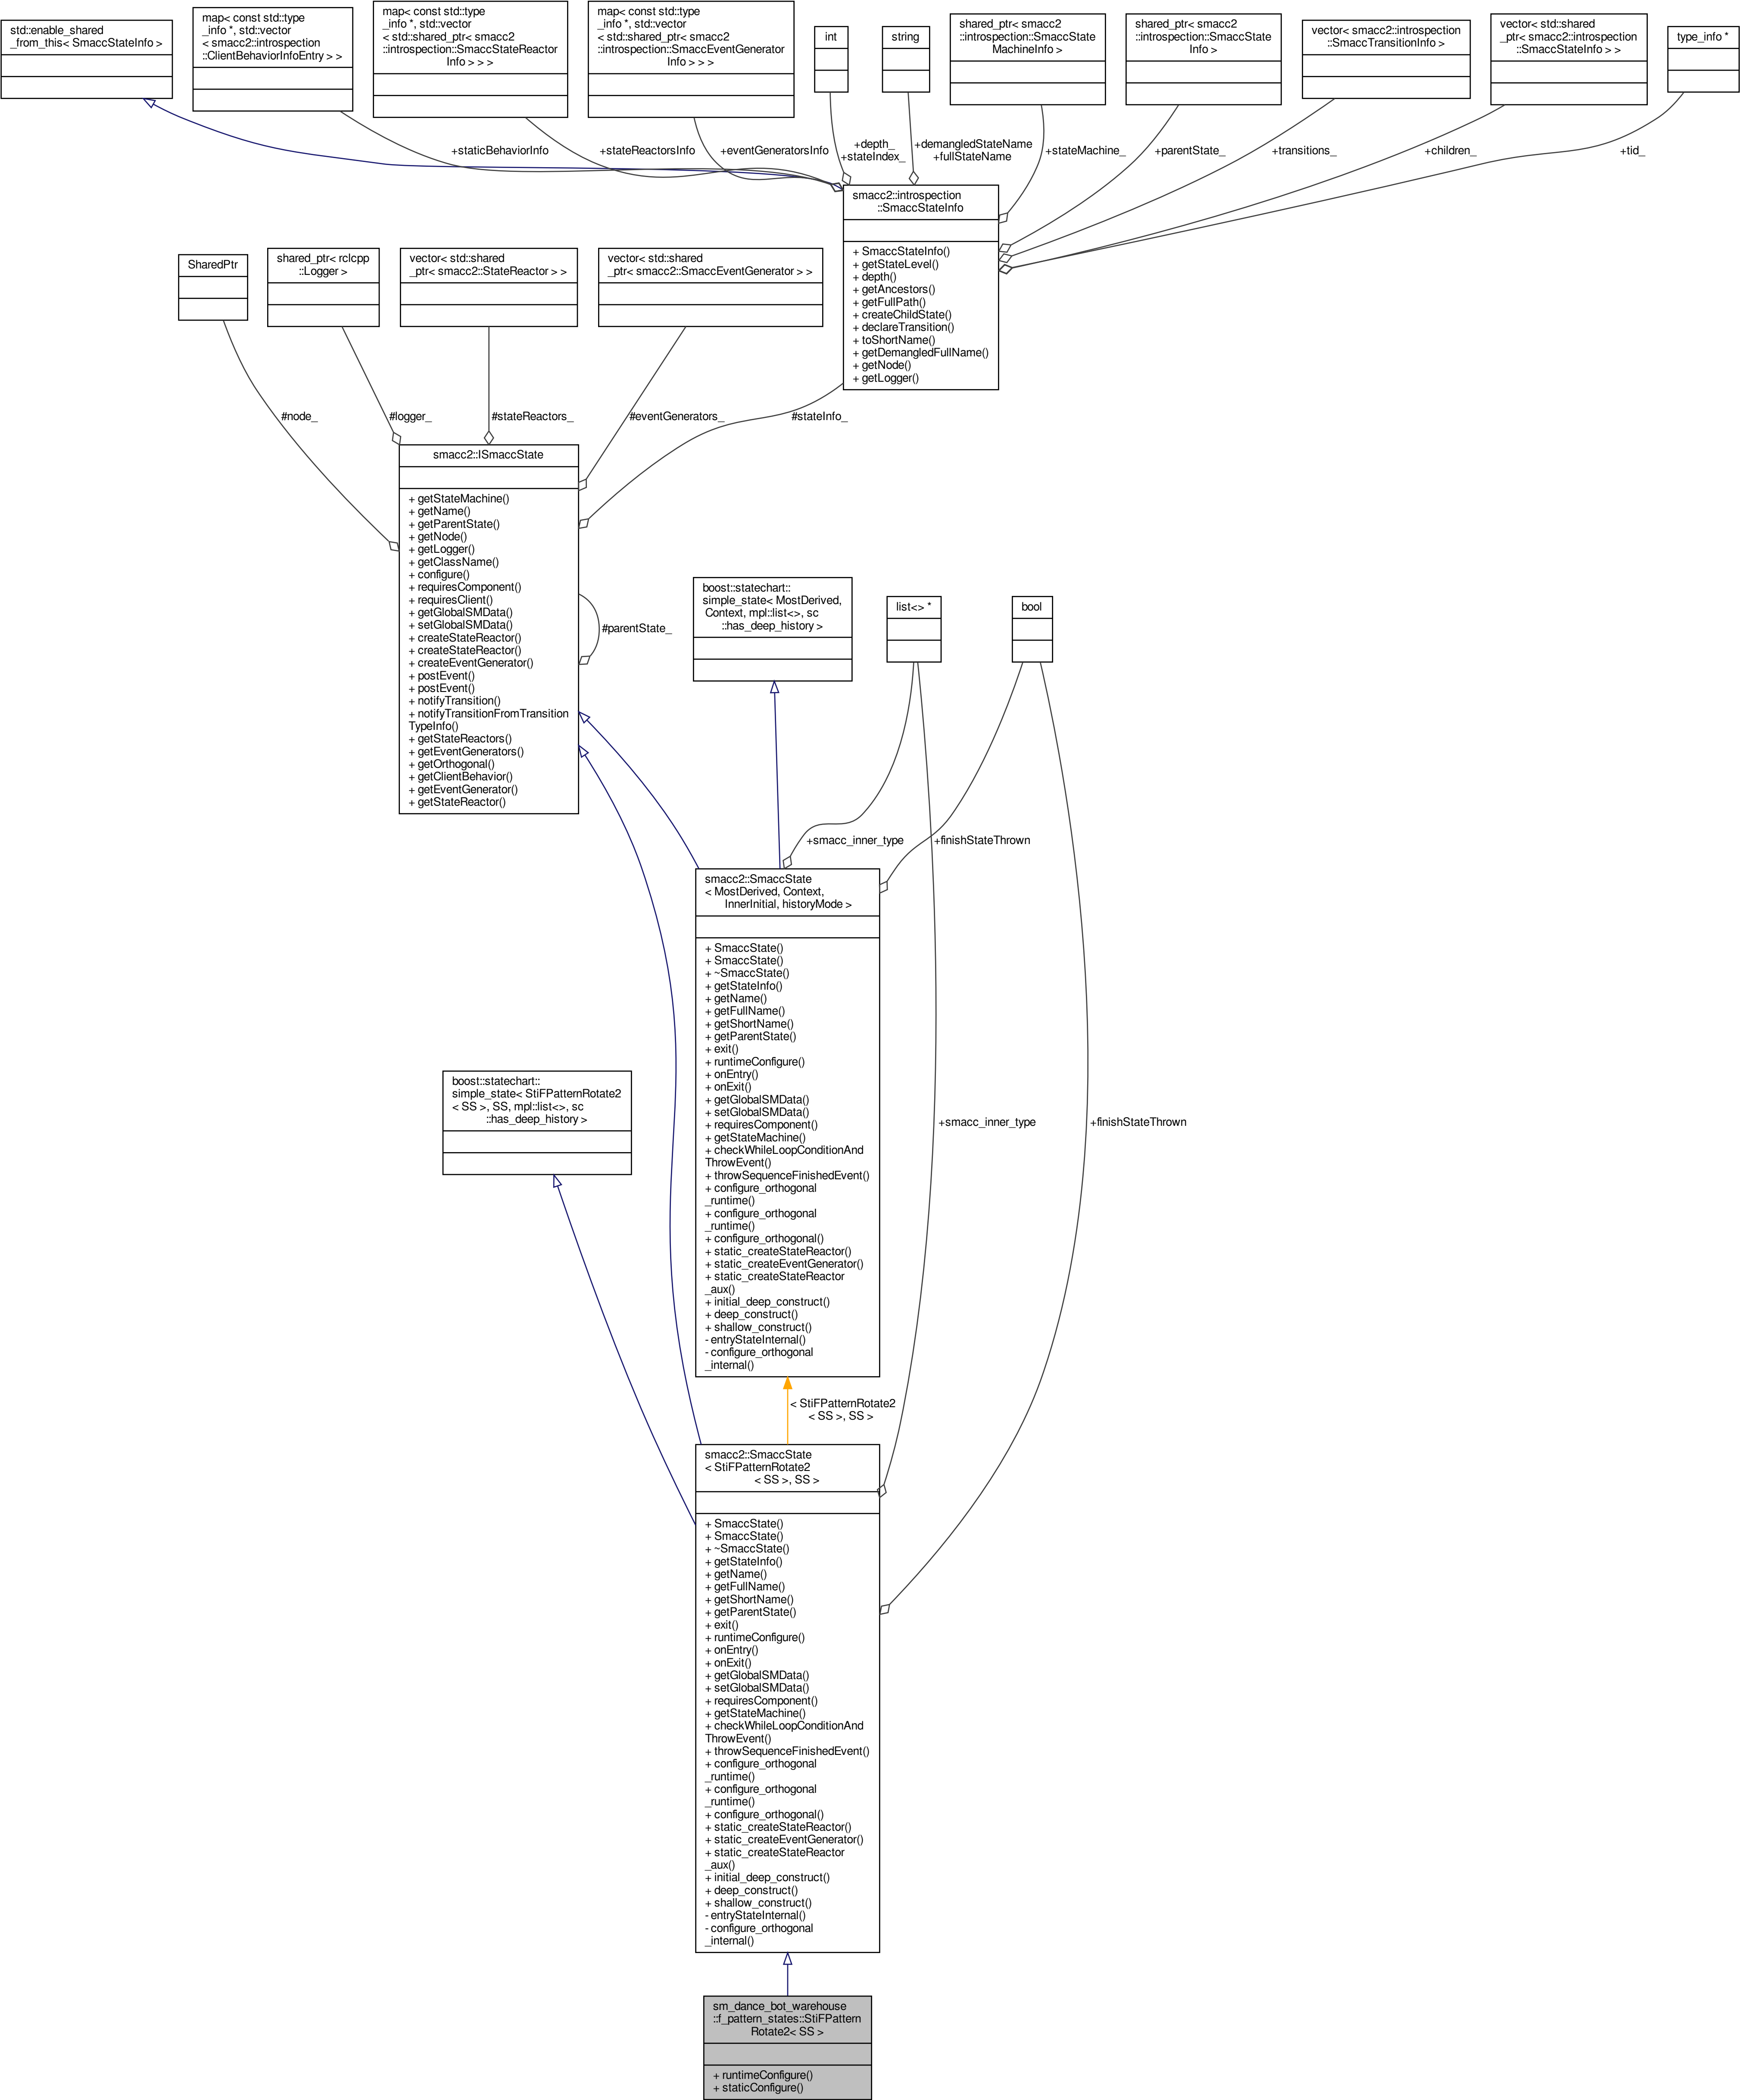 std::enable_shared
_from_this< SmaccStateInfo >
map< const std::type
_info *, std::vector
< smacc2::introspection
::ClientBehaviorInfoEntry > >
map< const std::type
_info *, std::vector
< std::shared_ptr< smacc2
::introspection::SmaccStateReactor
Info > > >
map< const std::type
_info *, std::vector
< std::shared_ptr< smacc2
::introspection::SmaccEventGenerator
Info > > >
int
string
shared_ptr< smacc2
::introspection::SmaccState
MachineInfo >
shared_ptr< smacc2
::introspection::SmaccState
Info >
vector< smacc2::introspection
::SmaccTransitionInfo >
vector< std::shared
_ptr< smacc2::introspection
::SmaccStateInfo > >
type_info *
+staticBehaviorInfo
+stateReactorsInfo
+eventGeneratorsInfo
+depth_
+stateIndex_
+demangledStateName
+fullStateName
+stateMachine_
+parentState_
+transitions_
+children_
+tid_
smacc2::introspection
::SmaccStateInfo
+ SmaccStateInfo()
+ getStateLevel()
+ depth()
+ getAncestors()
+ getFullPath()
+ createChildState()
+ declareTransition()
+ toShortName()
+ getDemangledFullName()
+ getNode()
+ getLogger()
SharedPtr
shared_ptr< rclcpp
::Logger >
vector< std::shared
_ptr< smacc2::StateReactor > >
vector< std::shared
_ptr< smacc2::SmaccEventGenerator > >
#node_
#logger_
#stateReactors_
#eventGenerators_
#stateInfo_
smacc2::ISmaccState
+ getStateMachine()
+ getName()
+ getParentState()
+ getNode()
+ getLogger()
+ getClassName()
+ configure()
+ requiresComponent()
+ requiresClient()
+ getGlobalSMData()
+ setGlobalSMData()
+ createStateReactor()
+ createStateReactor()
+ createEventGenerator()
+ postEvent()
+ postEvent()
+ notifyTransition()
+ notifyTransitionFromTransition
TypeInfo()
+ getStateReactors()
+ getEventGenerators()
+ getOrthogonal()
+ getClientBehavior()
+ getEventGenerator()
+ getStateReactor()
#parentState_
boost::statechart::
simple_state< MostDerived,
Context, mpl::list<>, sc
::has_deep_history >
list<> *
bool
+smacc_inner_type
+finishStateThrown
smacc2::SmaccState
< MostDerived, Context,
InnerInitial, historyMode >
+ SmaccState()
+ SmaccState()
+ ~SmaccState()
+ getStateInfo()
+ getName()
+ getFullName()
+ getShortName()
+ getParentState()
+ exit()
+ runtimeConfigure()
+ onEntry()
+ onExit()
+ getGlobalSMData()
+ setGlobalSMData()
+ requiresComponent()
+ getStateMachine()
+ checkWhileLoopConditionAnd
ThrowEvent()
+ throwSequenceFinishedEvent()
+ configure_orthogonal
_runtime()
+ configure_orthogonal
_runtime()
+ configure_orthogonal()
+ static_createStateReactor()
+ static_createEventGenerator()
+ static_createStateReactor
_aux()
+ initial_deep_construct()
+ deep_construct()
+ shallow_construct()
- entryStateInternal()
- configure_orthogonal
_internal()
boost::statechart::
simple_state< StiFPatternRotate2
< SS >, SS, mpl::list<>, sc
::has_deep_history >
+smacc_inner_type
+finishStateThrown
< StiFPatternRotate2
< SS >, SS >
smacc2::SmaccState
< StiFPatternRotate2
< SS >, SS >
+ SmaccState()
+ SmaccState()
+ ~SmaccState()
+ getStateInfo()
+ getName()
+ getFullName()
+ getShortName()
+ getParentState()
+ exit()
+ runtimeConfigure()
+ onEntry()
+ onExit()
+ getGlobalSMData()
+ setGlobalSMData()
+ requiresComponent()
+ getStateMachine()
+ checkWhileLoopConditionAnd
ThrowEvent()
+ throwSequenceFinishedEvent()
+ configure_orthogonal
_runtime()
+ configure_orthogonal
_runtime()
+ configure_orthogonal()
+ static_createStateReactor()
+ static_createEventGenerator()
+ static_createStateReactor
_aux()
+ initial_deep_construct()
+ deep_construct()
+ shallow_construct()
- entryStateInternal()
- configure_orthogonal
_internal()
sm_dance_bot_warehouse
::f_pattern_states::StiFPattern
Rotate2< SS >
+ runtimeConfigure()
+ staticConfigure()